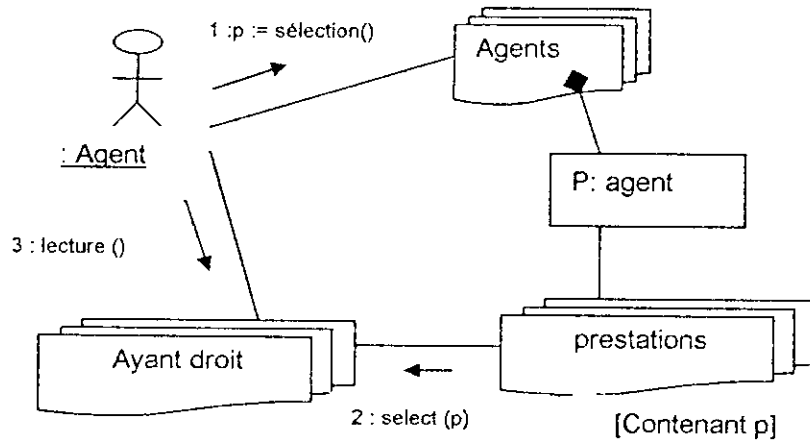 1 :p := sélection()
Agents
: Agent
P: agent
3 : lecture ()
Ayant droit
prestations
2 : select (p)
[Contenant p]